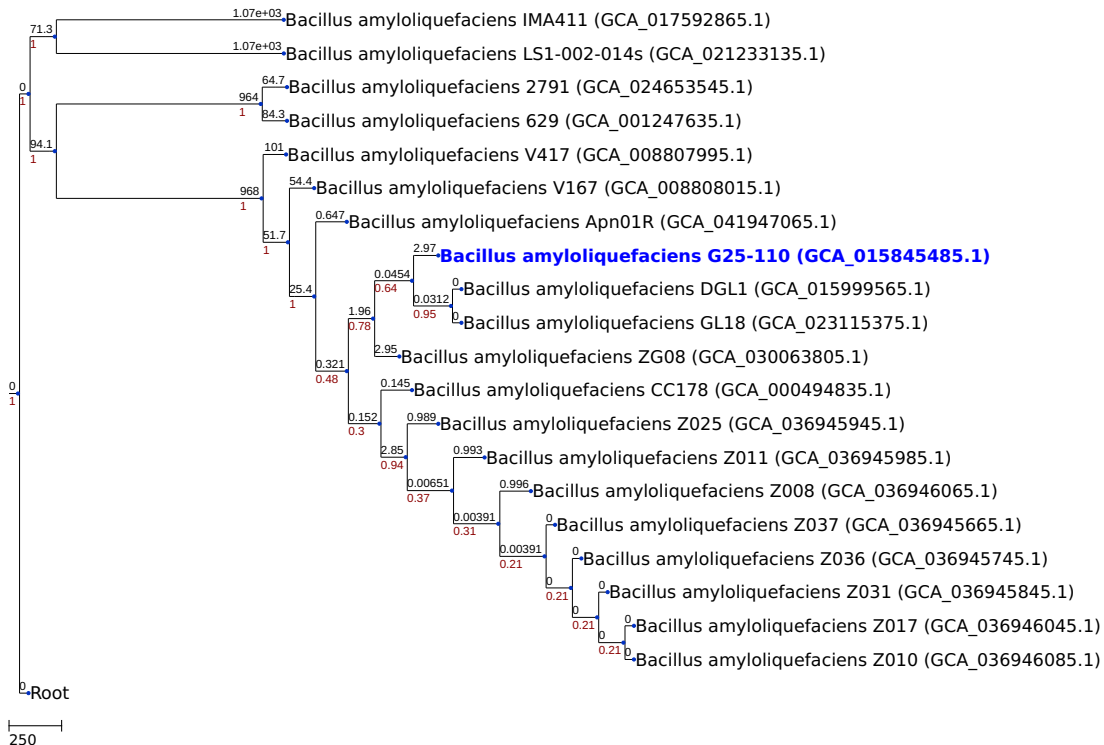 1.07e+03 Bacillus amyloliquefaciens IMA411 (GCA_017592865.1)
71.3
1
1.07e+03 Bacillus amyloliquefaciens LS1-002-014s (GCA_021233135.1)
64.7 Bacillus amyloliquefaciens 2791 (GCA_024653545.1)
0
1
964
1
84.3 Bacillus amyloliquefaciens 629 (GCA_001247635.1)
94.1
1
101 Bacillus amyloliquefaciens V417 (GCA_008807995.1)
968
1
54.4 Bacillus amyloliquefaciens V167 (GCA_008808015.1)
0.647 Bacillus amyloliquefaciens Apn01R (GCA_041947065.1)
51.7
1
2.97 Bacillus amyloliquefaciens G25-110 (GCA_015845485.1)
0.0454
0.64
0 Bacillus amyloliquefaciens DGL1 (GCA_015999565.1)
25.4
1
0.0312
0.95
0 Bacillus amyloliquefaciens GL18 (GCA_023115375.1)
1.96
0.78
2.95 Bacillus amyloliquefaciens ZG08 (GCA_030063805.1)
0.321
0.48
0.145 Bacillus amyloliquefaciens CC178 (GCA_000494835.1)
0
1
0.152
0.3
0.989 Bacillus amyloliquefaciens Z025 (GCA_036945945.1)
2.85
0.94
0.993 Bacillus amyloliquefaciens Z011 (GCA_036945985.1)
0.00651
0.37
0.996 Bacillus amyloliquefaciens Z008 (GCA_036946065.1)
0.00391
0.31
0 Bacillus amyloliquefaciens Z037 (GCA_036945665.1)
0.00391
0.21
0 Bacillus amyloliquefaciens Z036 (GCA_036945745.1)
0
0.21
0 Bacillus amyloliquefaciens Z031 (GCA_036945845.1)
0
0.21
0 Bacillus amyloliquefaciens Z017 (GCA_036946045.1)
0
0.21
0 Bacillus amyloliquefaciens Z010 (GCA_036946085.1)
0 Root
250